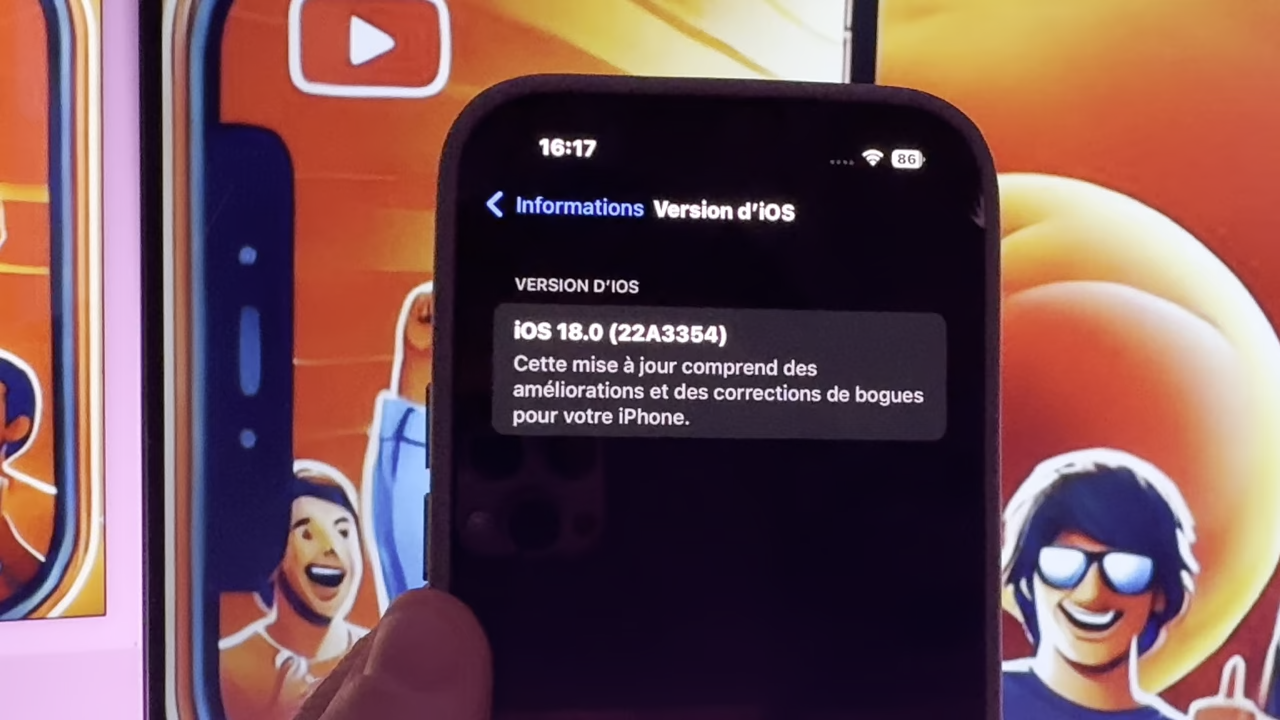 16:17
86
Informations Version d'iOS
VERSION D'IOS
iOS 18.0 (22A3354)
Cette mise à jour comprend des
améliorations et des corrections de bogues
pour votre iPhone.